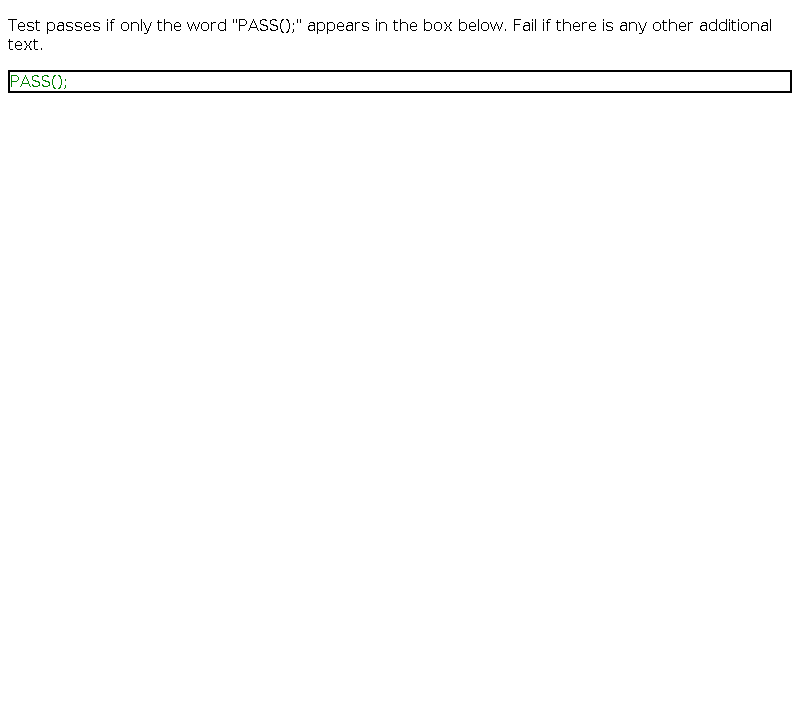 Test passes if only the word "PASS();" appears in the box below. Fail if there is any other additional
text.
PASS();